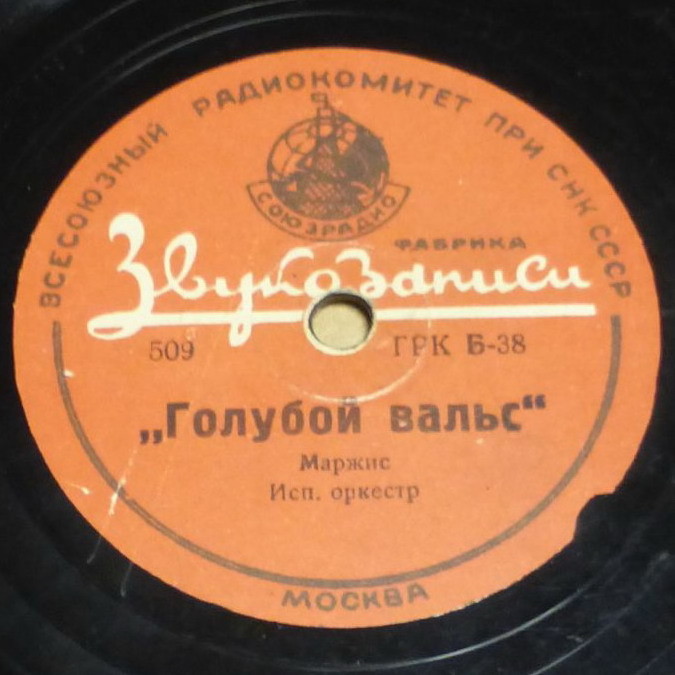 ВСЕСОЮЗНЫЙ РАДИОКОМИТЕТ ПРИ СНК СССР
СОЮЗРАДИО
ФАБРИКА
Звукозаписи
509 ГРК Б-38
„Голубой вальс“
Маржис
Исп. оркестр
МОСКВА